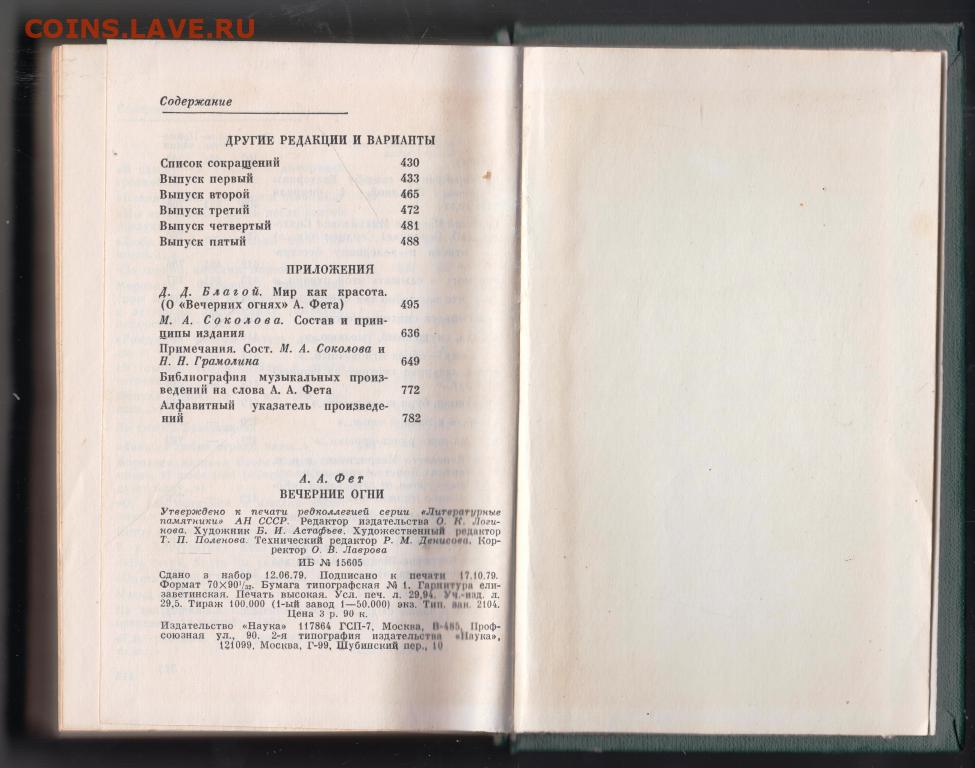 COINS.LAVE.RU
Содержание
ДРУГИЕ РЕДАКЦИИ И ВАРИАНТЫ
Список сокращений 430
Выпуск первый 433
Выпуск второй 465
Выпуск третий 472
Выпуск четвертый 481
Выпуск пятый 488
ПРИЛОЖЕНИЯ
Д. Д. Благой. Мир как красота.
(О «Вечерних огнях» А. Фета) 495
М. А. Соколова. Состав и прин-
ципы издания 636
Примечания. Сост. М. А. Соколова и
Н. Н. Грамолина 649
Библиография музыкальных произ-
ведений на слова А. А. Фета 772
Алфавитный указатель произведе-
ний 782
А. А. Фет
ВЕЧЕРНИЕ ОГНИ
Утверждено к печати редколлегией серии «Литературные
памятники» АН СССР. Редактор издательства О. К. Логи-
нова. Художник Б. И. Астафьев. Художественный редактор
Т. П. Поленова. Технический редактор Р. М. Денисова. Кор-
ректор О. В. Лаврова
ИБ № 15605
Сдано в набор 12.06.79. Подписано к печати 17.10.79.
Формат 70×90¹/₃₂. Бумага типографская № 1. Гарнитура ели-
заветинская. Печать высокая. Усл. печ. л. 29,94. Уч.-изд. л.
29,5. Тираж 100.000 (1-ый завод 1—50.000) экз. Тип. зак. 2104.
Цена 3 р. 90 к.
Издательство «Наука» 117864 ГСП-7, Москва, В-485, Проф-
союзная ул., 90. 2-я типография издательства «Наука»,
121099, Москва, Г-99, Шубинский пер., 10